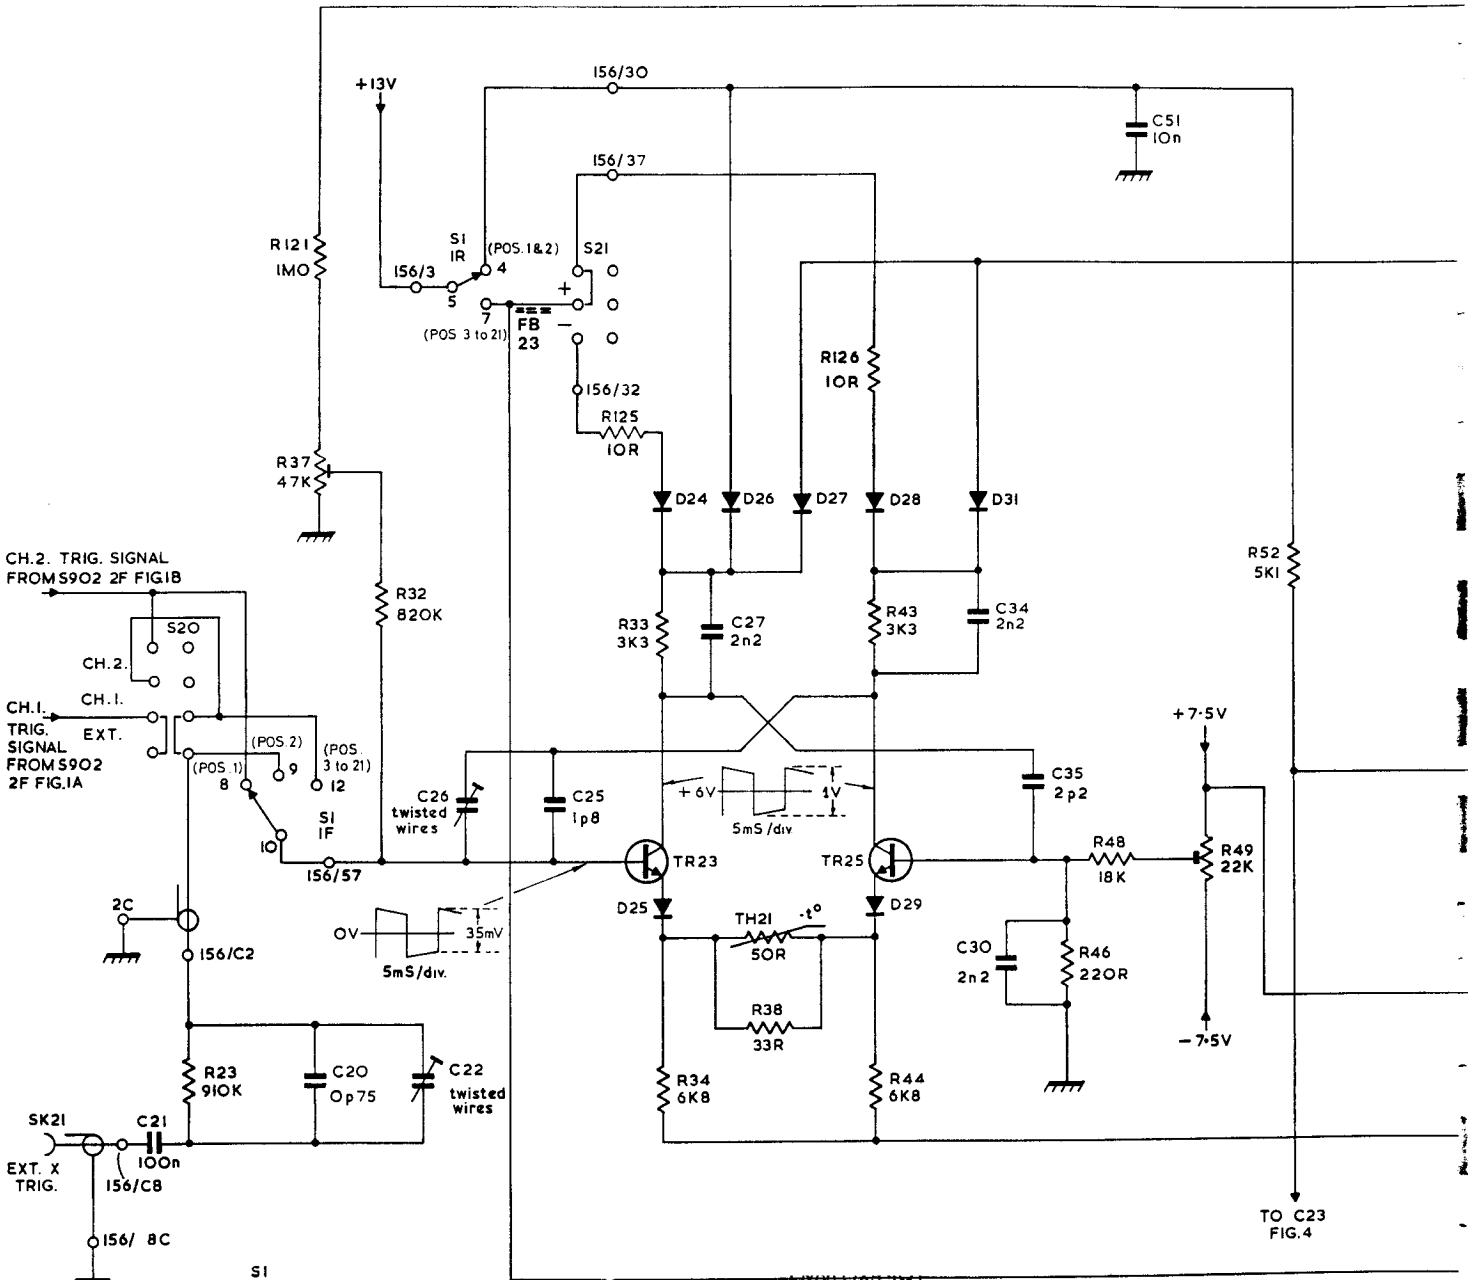 +13V
156/30
C51
10n
156/37
R121
1M0
S1
1R
(POS. 1&2)
4
156/3
5
7
(POS 3 to 21)
S21
+
−
FB
23
156/32
R125
10R
R126
10R
R37
47K
D24
D26
D27
D28
D31
R52
5K1
CH.2. TRIG. SIGNAL
FROM S902 2F FIG1B
S20
CH.2.
CH.1.
EXT.
CH.1.
TRIG.
SIGNAL
FROM S902
2F FIG.1A
R32
820K
R33
3K3
C27
2n2
R43
3K3
C34
2n2
(POS.1)
8
(POS.2)
9
(POS.
3 to 21)
12
S1
1F
10
156/57
C26
twisted
wires
C25
1p8
+6V
1V
5mS/div
C35
2p2
+7·5V
TR23
TR25
R48
18K
R49
22K
2C
156/C2
0V
35mV
5mS/div.
D25
D29
TH21
-t°
50R
R38
33R
C30
2n2
R46
220R
−7·5V
R23
910K
C20
0p75
C22
twisted
wires
R34
6K8
R44
6K8
SK21
C21
100n
EXT. X
TRIG.
156/C8
156/ 8C
TO C23
FIG.4
S1